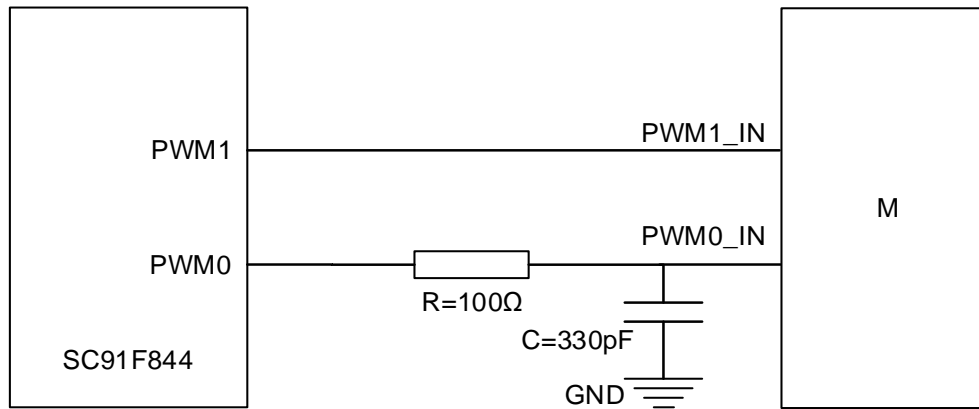 PWM1
PWM1_IN
M
PWM0
PWM0_IN
R=100Ω
C=330pF
SC91F844
GND